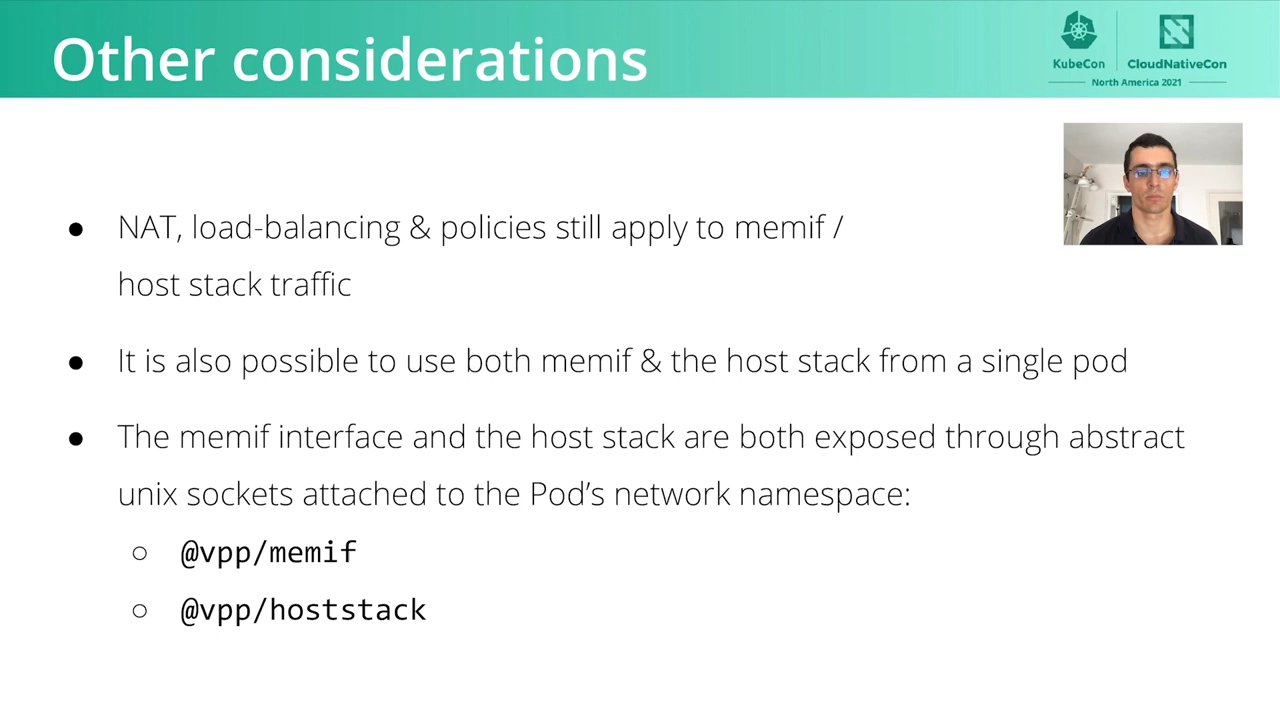 Other considerations
KubeCon
CloudNativeCon
North America 2021
● NAT, load-balancing & policies still apply to memif /
host stack traffic
● It is also possible to use both memif & the host stack from a single pod
● The memif interface and the host stack are both exposed through abstract
unix sockets attached to the Pod’s network namespace:
○ @vpp/memif
○ @vpp/hoststack